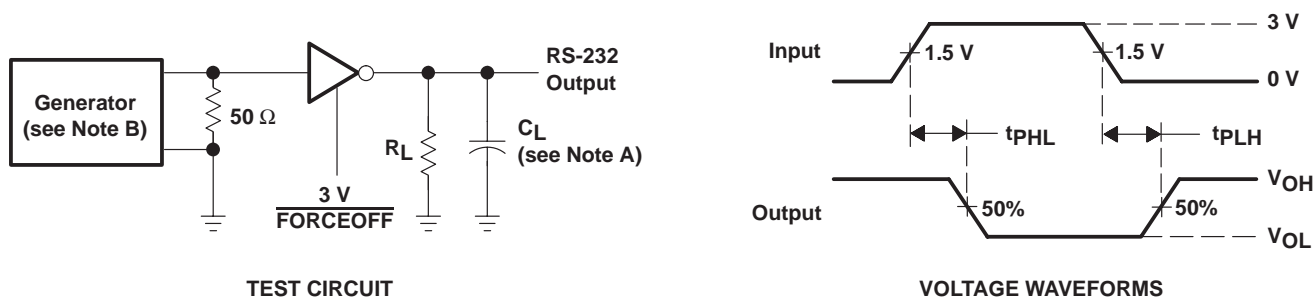 Generator
(see Note B)
50 Ω
3 V
FORCEOFF
RL
CL
(see Note A)
RS-232
Output
TEST CIRCUIT
Input
1.5 V
1.5 V
3 V
0 V
tPHL
tPLH
Output
50%
50%
VOH
VOL
VOLTAGE WAVEFORMS